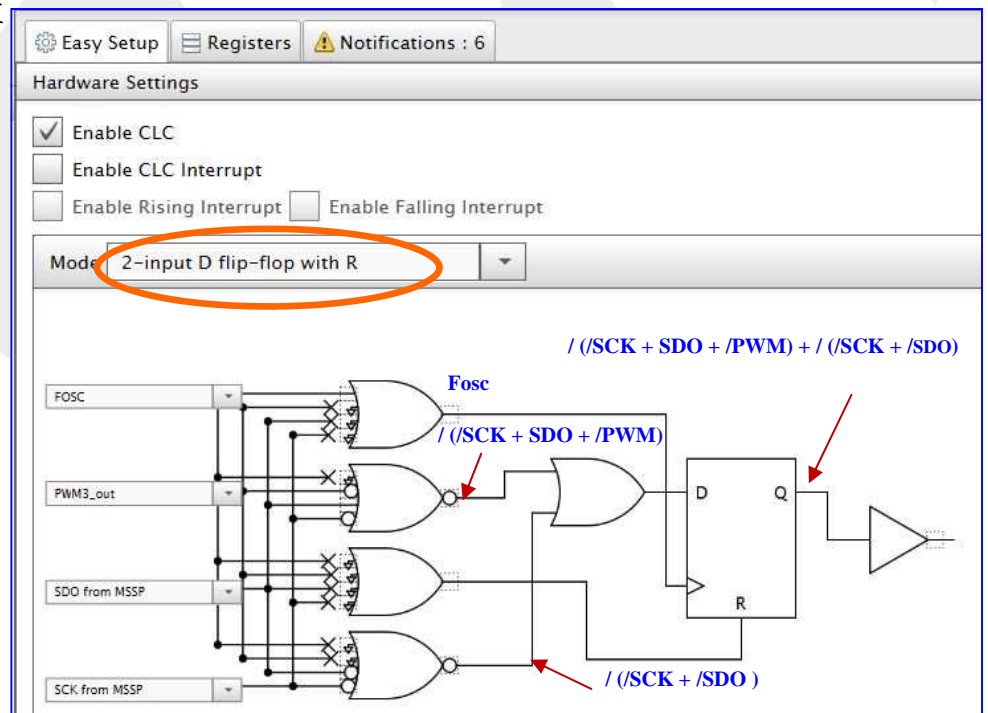 Easy Setup Registers Notifications : 6
Hardware Settings
Enable CLC
Enable CLC Interrupt
Enable Rising Interrupt Enable Falling Interrupt
Mode 2-input D flip-flop with R
/ (/SCK + SDO + /PWM) + / (/SCK + /SDO)
Fosc
FOSC
/ (/SCK + SDO + /PWM)
PWM3_out
D Q
SDO from MSSP
R
/ (/SCK + /SDO )
SCK from MSSP